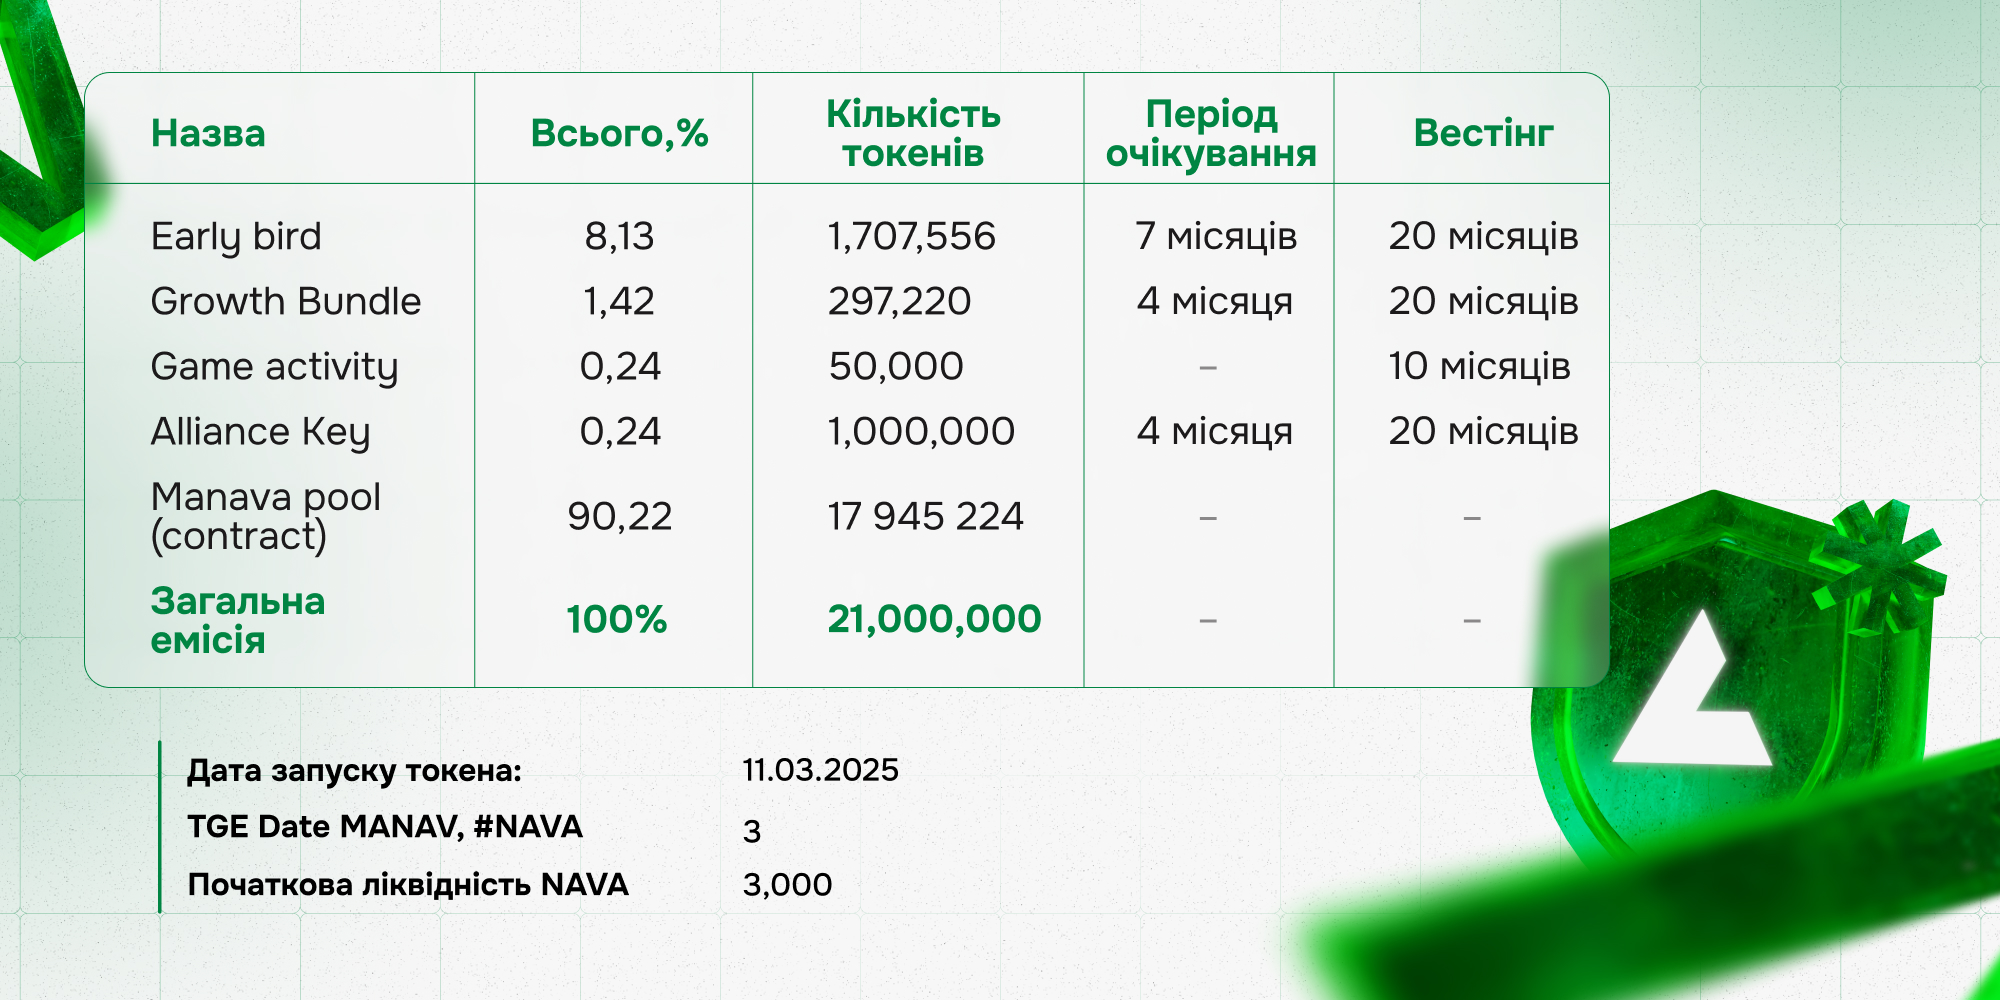 Назва Всього,% Кількість токенів Період очікування Вестінг
Early bird 8,13 1,707,556 7 місяців 20 місяців
Growth Bundle 1,42 297,220 4 місяця 20 місяців
Game activity 0,24 50,000 – 10 місяців
Alliance Key 0,24 1,000,000 4 місяця 20 місяців
Manava pool (contract) 90,22 17 945 224 – –
Загальна емісія 100% 21,000,000 – –
Дата запуску токена: 11.03.2025
TGE Date MANAV, #NAVA 3
Початкова ліквідність NAVA 3,000